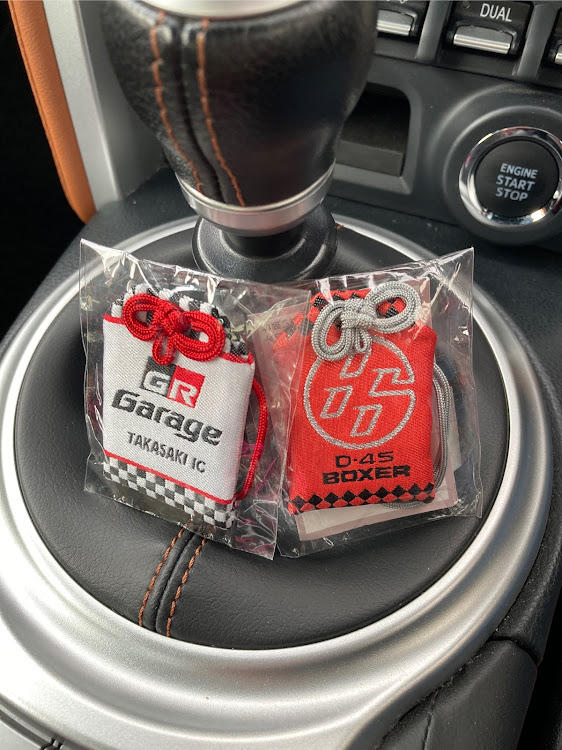 DUAL
ENGINE
START
STOP
GR
Garage
TAKASAKI IC
86
D-4S
BOXER